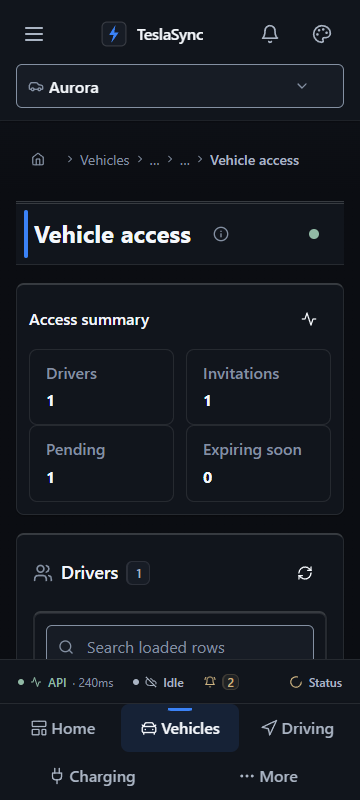 TeslaSync
Aurora
Vehicles > ... > ... > Vehicle access
Vehicle access
Access summary
Drivers
1
Invitations
1
Pending
1
Expiring soon
0
Drivers 1
Search loaded rows
API · 240ms Idle 2 Status
Home Vehicles Driving
Charging More